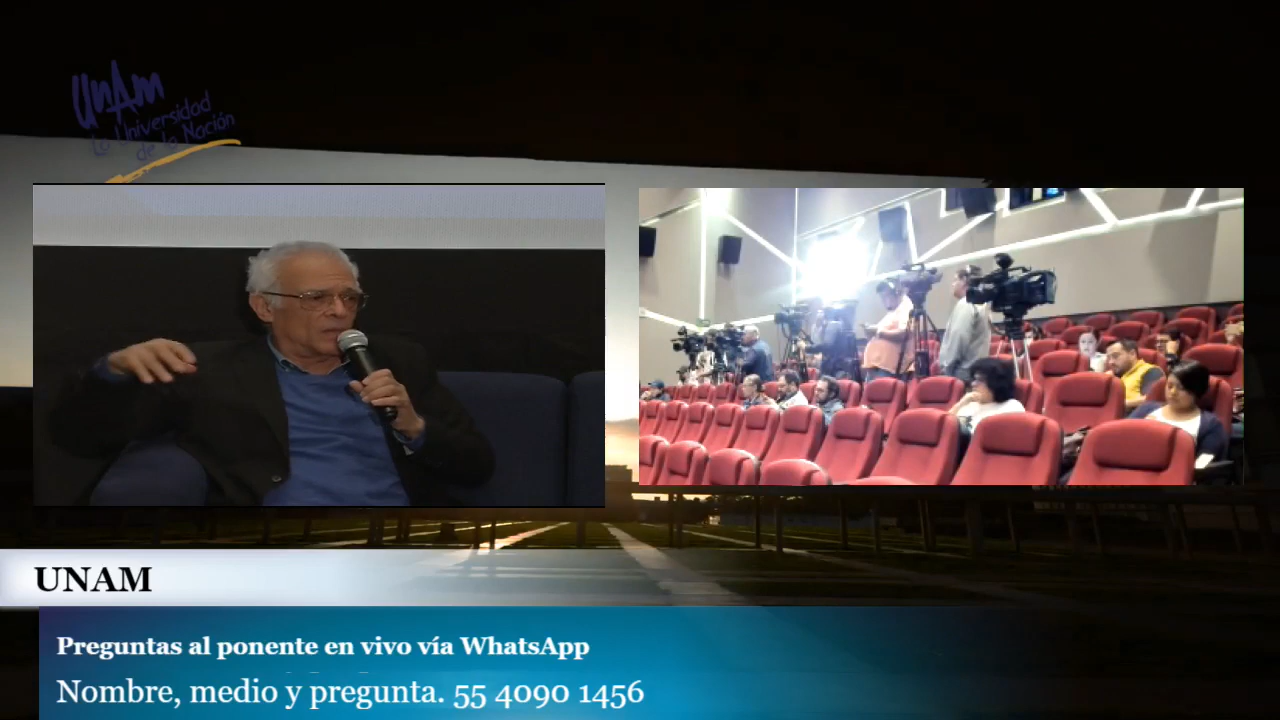 UnAm
La Universidad
de la Nación
UNAM
Preguntas al ponente en vivo vía WhatsApp
Nombre, medio y pregunta. 55 4090 1456